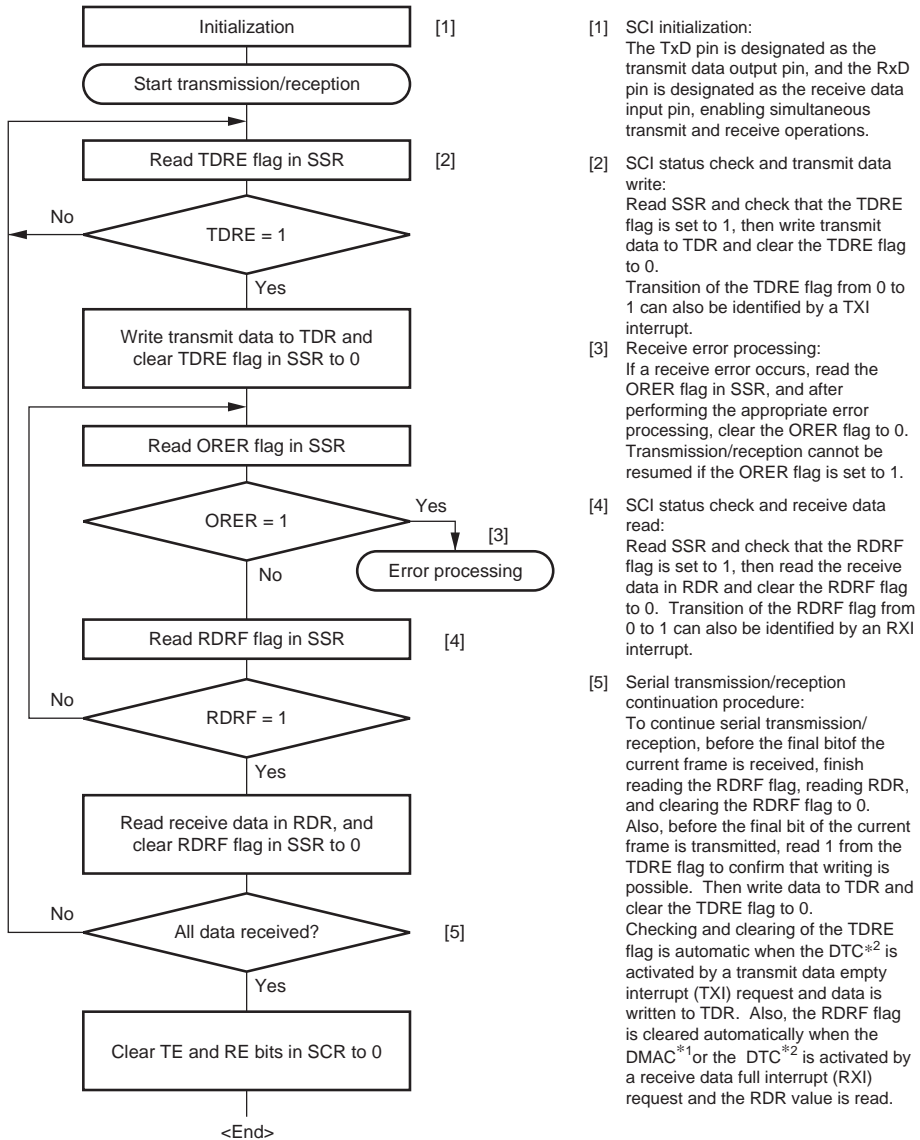 Initialization [1]
Start transmission/reception
Read TDRE flag in SSR [2]
No
TDRE = 1
Yes
Write transmit data to TDR and
clear TDRE flag in SSR to 0
Read ORER flag in SSR
Yes
ORER = 1
[3]
Error processing
No
Read RDRF flag in SSR [4]
No
RDRF = 1
Yes
Read receive data in RDR, and
clear RDRF flag in SSR to 0
No
All data received? [5]
Yes
Clear TE and RE bits in SCR to 0
<End>
[1] SCI initialization:
The TxD pin is designated as the
transmit data output pin, and the RxD
pin is designated as the receive data
input pin, enabling simultaneous
transmit and receive operations.
[2] SCI status check and transmit data
write:
Read SSR and check that the TDRE
flag is set to 1, then write transmit
data to TDR and clear the TDRE flag
to 0.
Transition of the TDRE flag from 0 to
1 can also be identified by a TXI
interrupt.
[3] Receive error processing:
If a receive error occurs, read the
ORER flag in SSR, and after
performing the appropriate error
processing, clear the ORER flag to 0.
Transmission/reception cannot be
resumed if the ORER flag is set to 1.
[4] SCI status check and receive data
read:
Read SSR and check that the RDRF
flag is set to 1, then read the receive
data in RDR and clear the RDRF flag
to 0. Transition of the RDRF flag from
0 to 1 can also be identified by an RXI
interrupt.
[5] Serial transmission/reception
continuation procedure:
To continue serial transmission/
reception, before the final bitof the
current frame is received, finish
reading the RDRF flag, reading RDR,
and clearing the RDRF flag to 0.
Also, before the final bit of the current
frame is transmitted, read 1 from the
TDRE flag to confirm that writing is
possible. Then write data to TDR and
clear the TDRE flag to 0.
Checking and clearing of the TDRE
flag is automatic when the DTC*2 is
activated by a transmit data empty
interrupt (TXI) request and data is
written to TDR. Also, the RDRF flag
is cleared automatically when the
DMAC*1or the DTC*2 is activated by
a receive data full interrupt (RXI)
request and the RDR value is read.